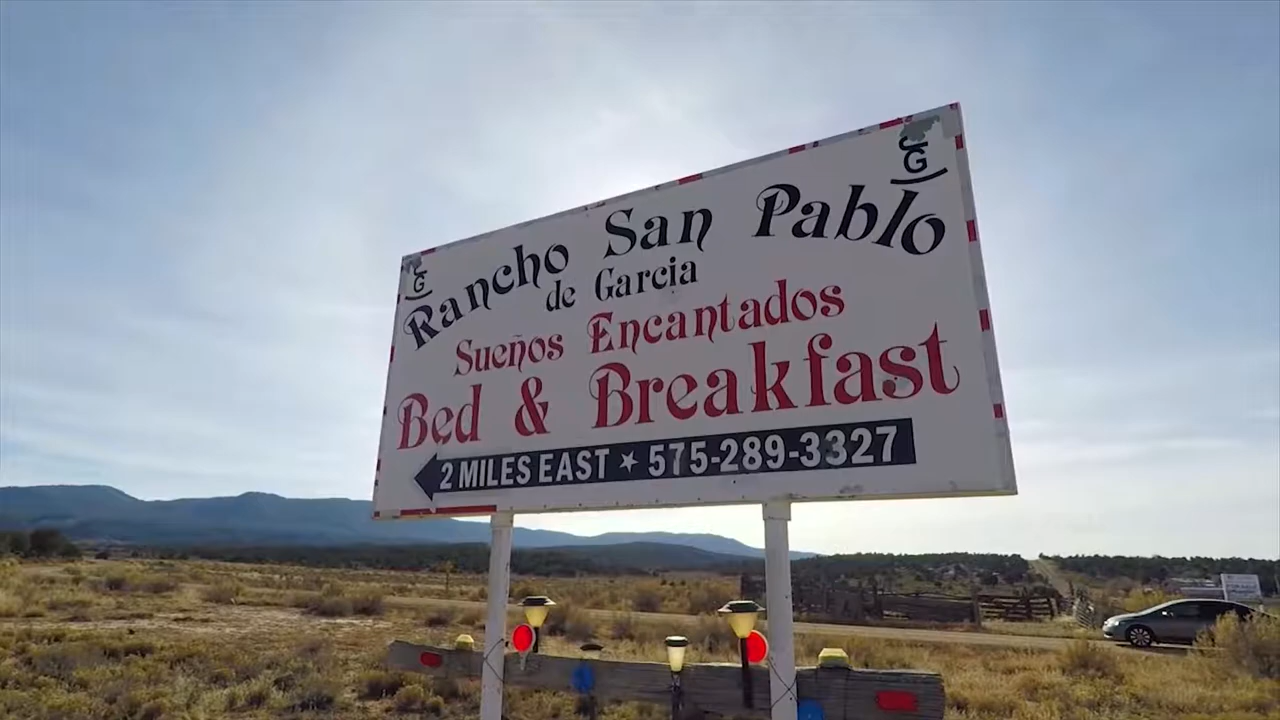 Rancho San Pablo
de Garcia
Sueños Encantados
Bed & Breakfast
2 MILES EAST ★ 575-289-3327